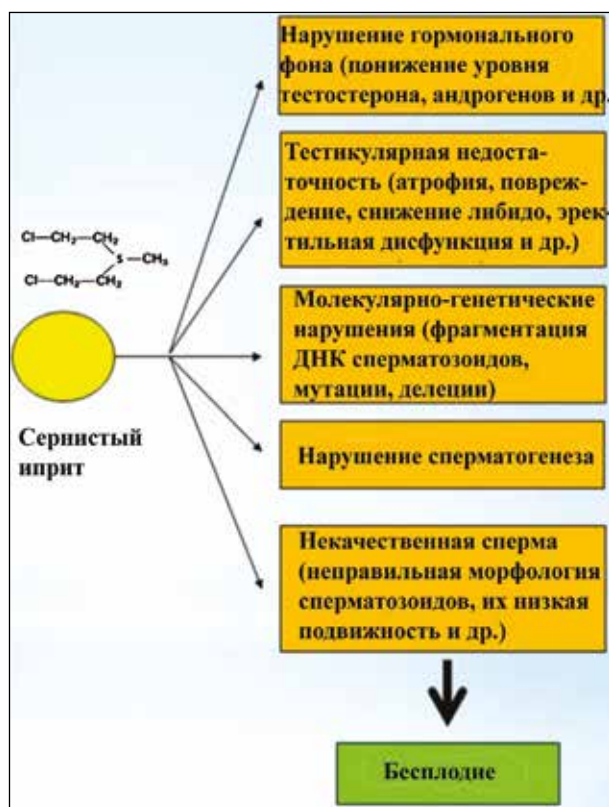 Нарушение гормонального
фона (понижение уровня
тестостерона, андрогенов и др.
Тестикулярная недоста-
точность (атрофия, повреж-
дение, снижение либидо, эрек-
тильная дисфункция и др.)
Cl—CH₂—CH₂
S—CH₃
Cl—CH₂—CH₂
Молекулярно-генетические
нарушения (фрагментация
ДНК сперматозоидов,
мутации, делеции)
Сернистый
иприт
Нарушение сперматогенеза
Некачественная сперма
(неправильная морфология
сперматозоидов, их низкая
подвижность и др.)
Бесплодие